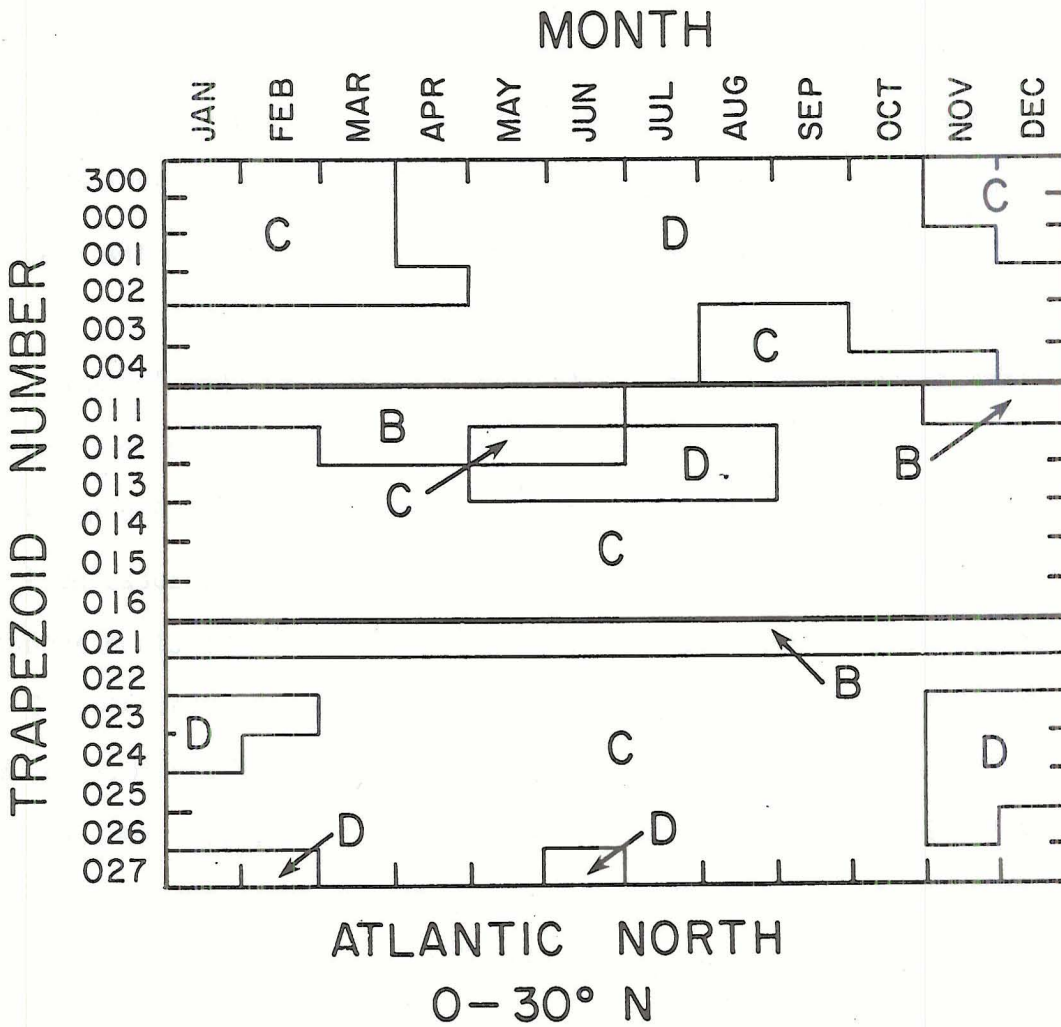 MONTH
JAN FEB MAR APR MAY JUN JUL AUG SEP OCT NOV DEC
TRAPEZOID NUMBER
300
000 C D C
001
002
003
004 C
011 B
012 D B
013 C
014
015 C
016
021
022 B
023 D
024 C D
025
026 D D
027
ATLANTIC NORTH
0-30° N